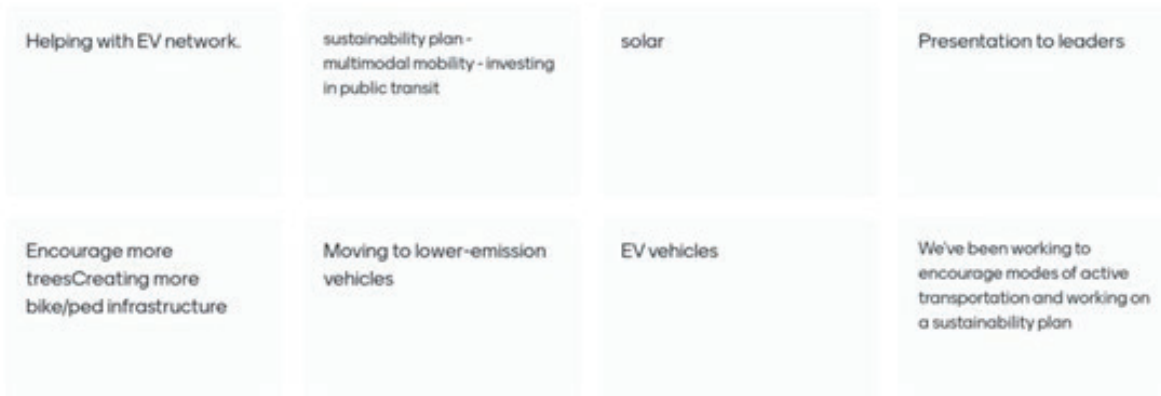 Helping with EV network.
sustainability plan -
multimodal mobility - investing
in public transit
solar
Presentation to leaders
Encourage more
treesCreating more
bike/ped infrastructure
Moving to lower-emission
vehicles
EV vehicles
We've been working to
encourage modes of active
transportation and working on
a sustainability plan